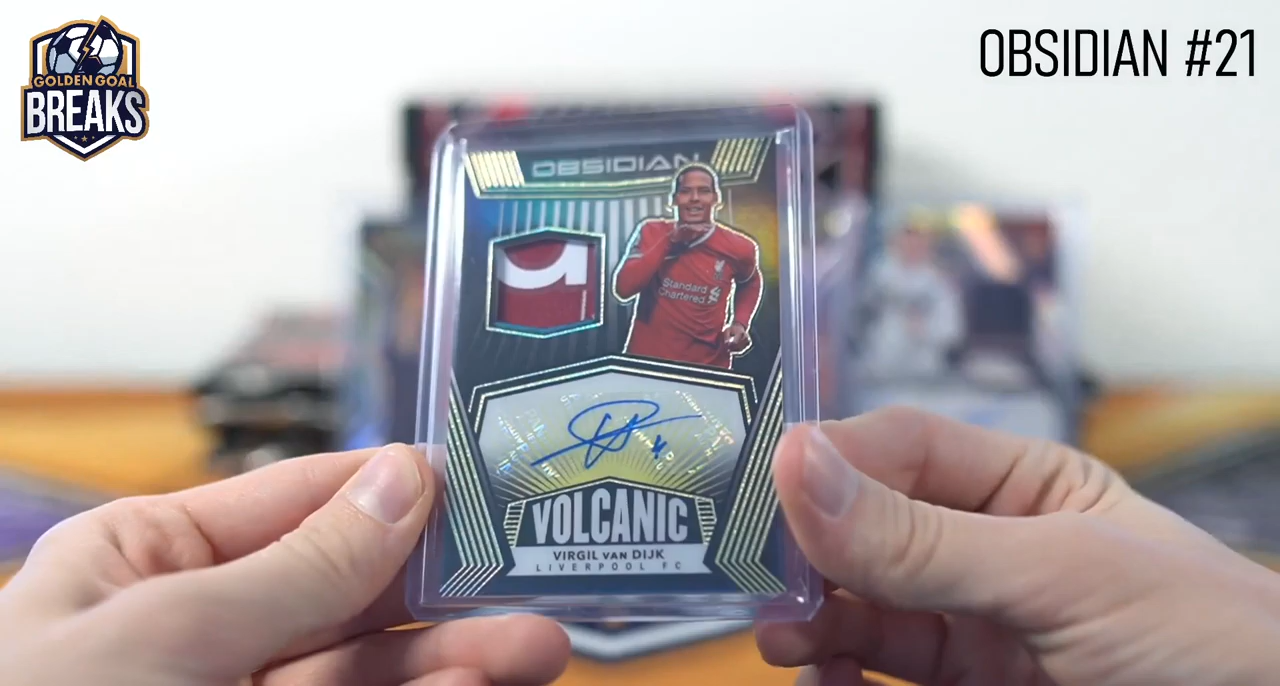 GOLDEN GOAL
BREAKS
OBSIDIAN #21
OBSIDIAN
Standard
Chartered
VOLCANIC
VIRGIL VAN DIJK
LIVERPOOL FC